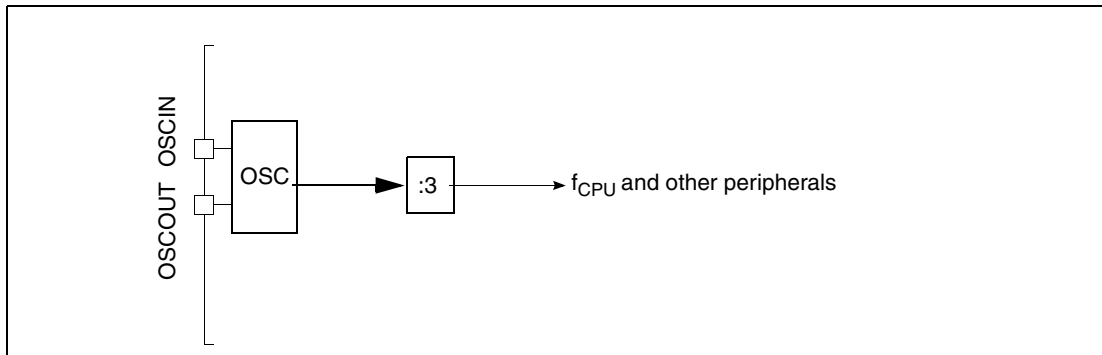 OSCIN
OSCOUT
OSC
:3
fCPU and other peripherals